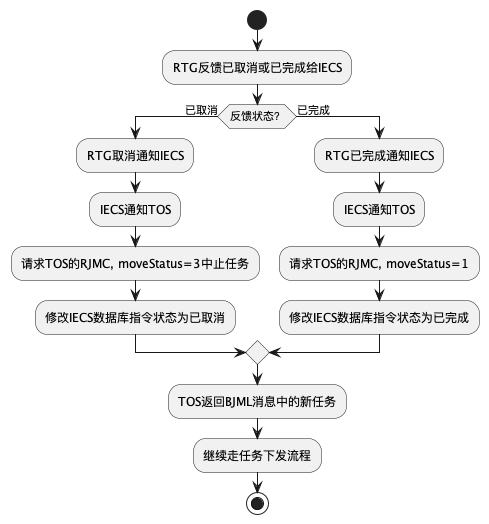 RTG反馈已取消或已完成给IECS
已取消
反馈状态?
已完成
RTG取消通知IECS
RTG已完成通知IECS
IECS通知TOS
IECS通知TOS
请求TOS的RJMC, moveStatus=3中止任务
请求TOS的RJMC, moveStatus=1
修改IECS数据库指令状态为已取消
修改IECS数据库指令状态为已完成
TOS返回BJML消息中的新任务
继续走任务下发流程